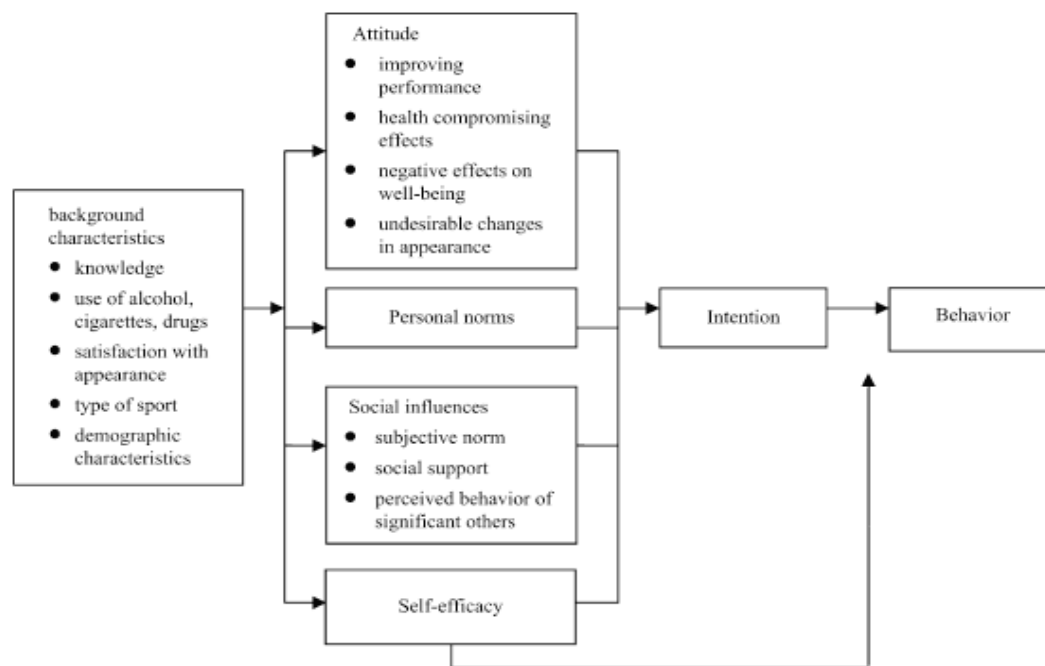 Attitude
improving
performance
health compromising
effects
negative effects on
well-being
undesirable changes
in appearance
background
characteristics
knowledge
use of alcohol,
cigarettes, drugs
satisfaction with
appearance
type of sport
demographic
characteristics
Personal norms
Social influences
subjective norm
social support
perceived behavior of
significant others
Self-efficacy
Intention
Behavior